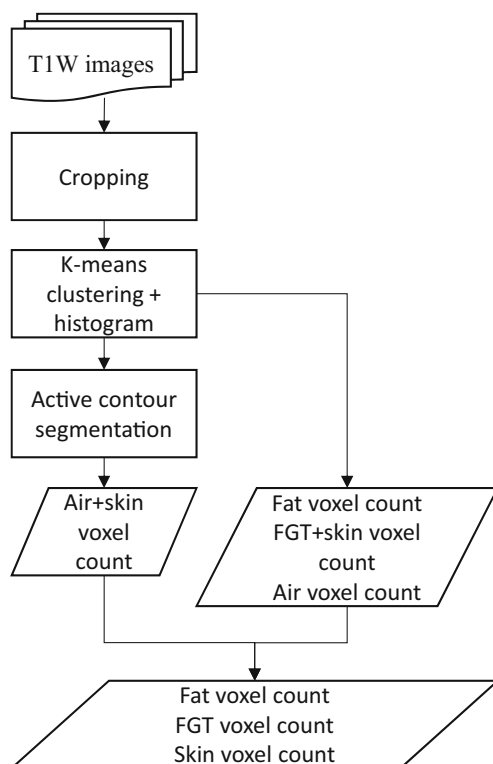 T1W images
Cropping
K-means
clustering +
histogram
Active contour
segmentation
Air+skin
voxel
count
Fat voxel count
FGT+skin voxel
count
Air voxel count
Fat voxel count
FGT voxel count
Skin voxel count